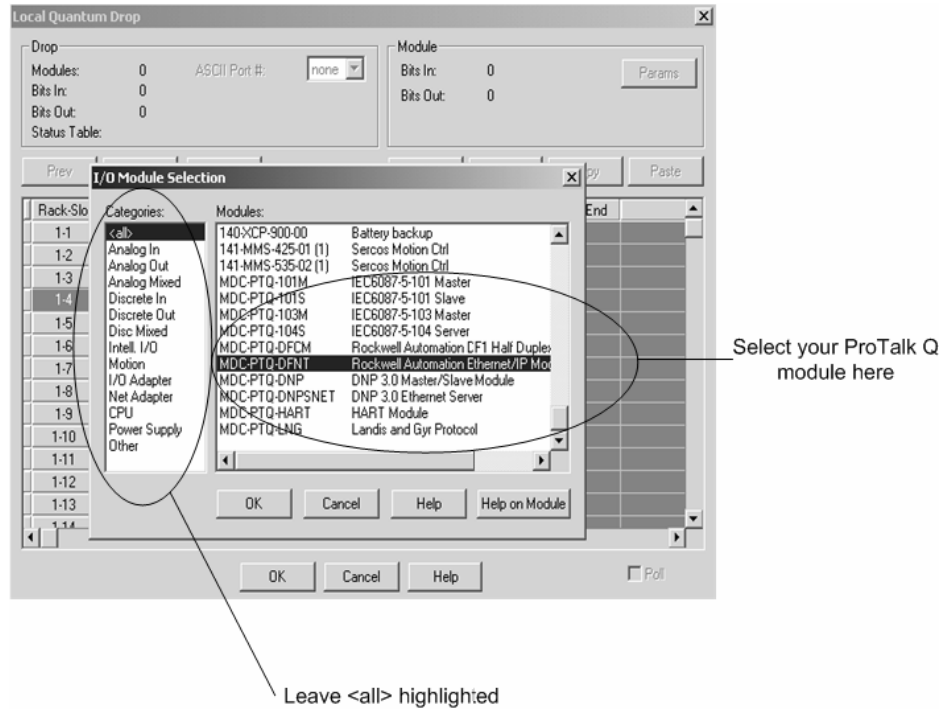 Local Quantum Drop
Drop
Modules: 0 ASCII Port #: none
Bits In: 0
Bits Out: 0
Status Table:
Module
Bits In: 0 Params
Bits Out: 0
Prev Paste
I/O Module Selection
Categories:
<all>
Analog In
Analog Out
Analog Mixed
Discrete In
Discrete Out
Disc Mixed
Intell. I/O
Motion
I/O Adapter
Net Adapter
CPU
Power Supply
Other
Modules:
140-XCP-900-00 Battery backup
141-MMS-425-01 (1) Sercos Motion Ctrl
141-MMS-535-02 (1) Sercos Motion Ctrl
MDC-PTQ-101M IEC6087-5-101 Master
MDC-PTQ-101S IEC6087-5-101 Slave
MDC-PTQ-103M IEC6087-5-103 Master
MDC-PTQ-104S IEC6087-5-104 Server
MDC-PTQ-DFCM Rockwell Automation DF1 Half Duplex
MDC-PTQ-DFNT Rockwell Automation Ethernet/IP Mo
MDC-PTQ-DNP DNP 3.0 Master/Slave Module
MDC-PTQ-DNPSNET DNP 3.0 Ethernet Server
MDC-PTQ-HART HART Module
MDC-PTQ-LNG Landis and Gyr Protocol
OK Cancel Help Help on Module
Rack-Slo End
1-1
1-2
1-3
1-4
1-5
1-6
1-7
1-8
1-9
1-10
1-11
1-12
1-13
1-14
OK Cancel Help Poll
Select your ProTalk Q
module here
Leave <all> highlighted